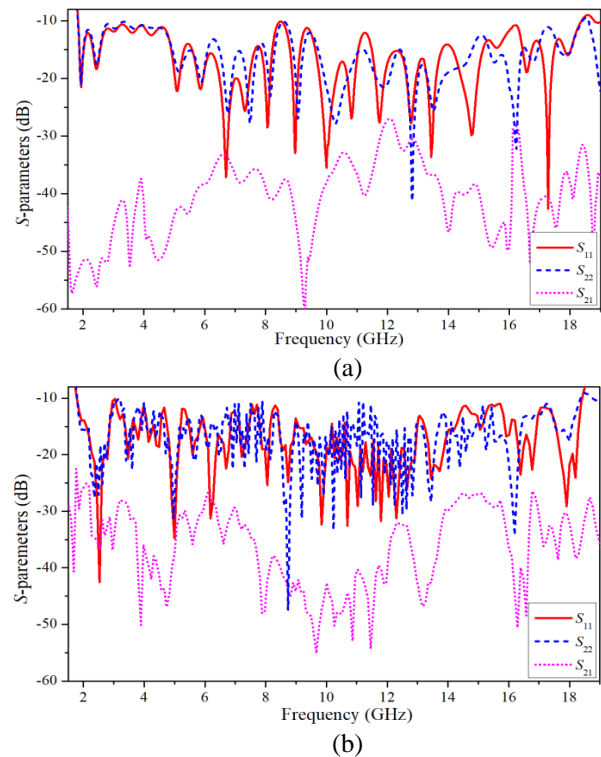 -10
-20
-30
-40
-50
-60
S-parameters (dB)
S11
S22
S21
2 4 6 8 10 12 14 16 18
Frequency (GHz)
(a)
-10
-20
-30
-40
-50
-60
S-paremeters (dB)
S11
S22
S21
2 4 6 8 10 12 14 16 18
Frequency (GHz)
(b)